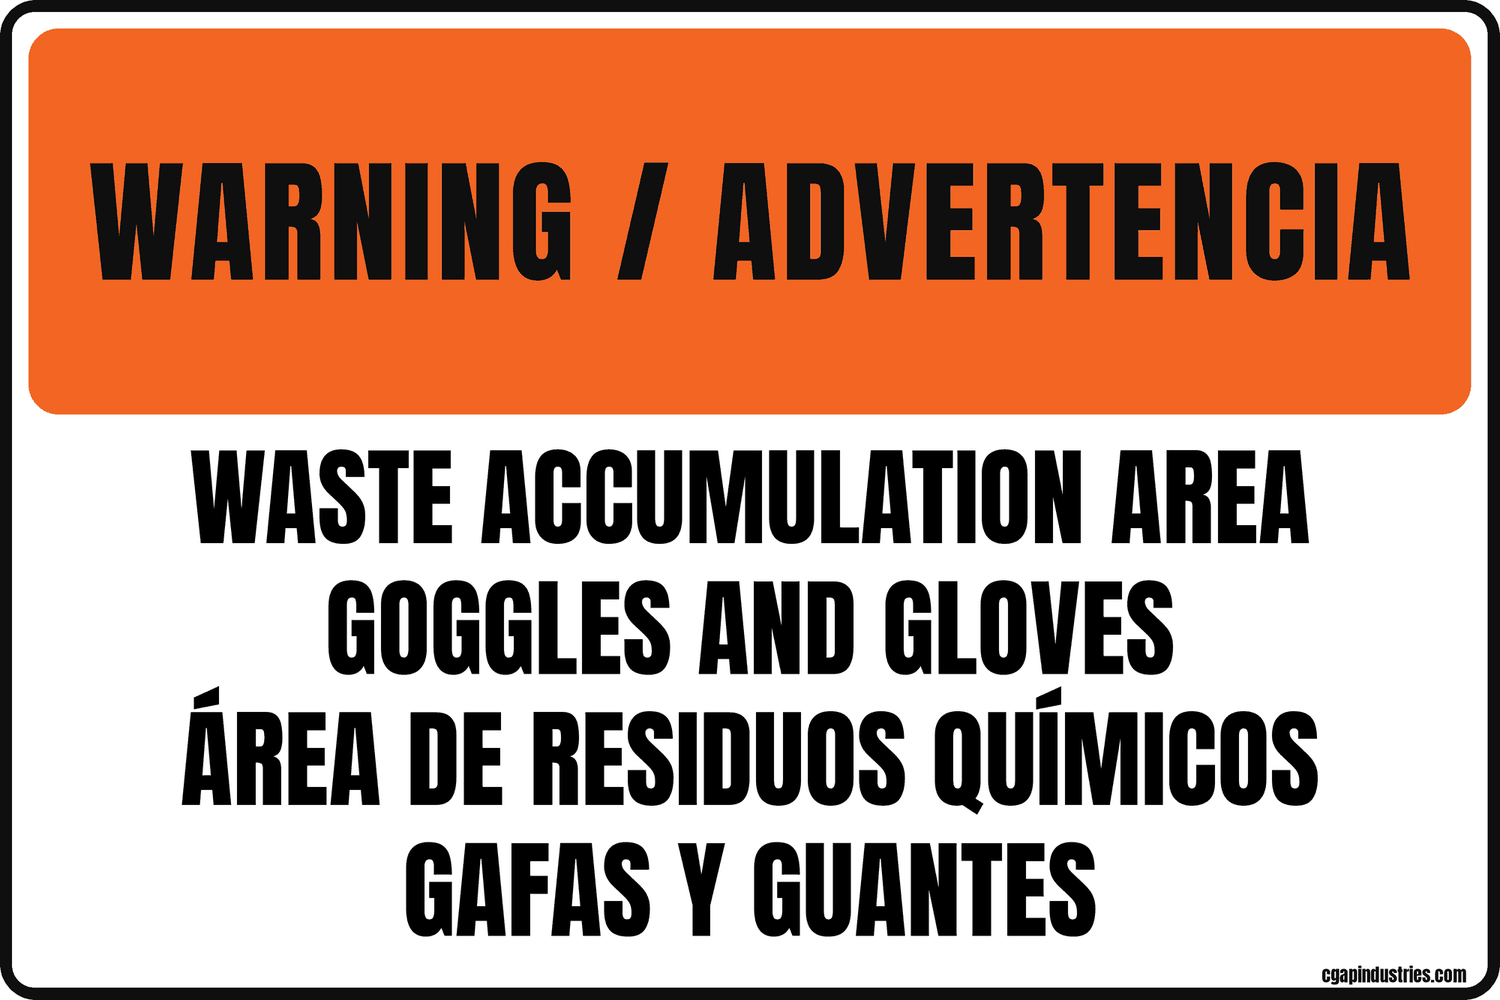 WARNING / ADVERTENCIA
WASTE ACCUMULATION AREA
GOGGLES AND GLOVES
ÁREA DE RESIDUOS QUÍMICOS
GAFAS Y GUANTES
cgapindustries.com